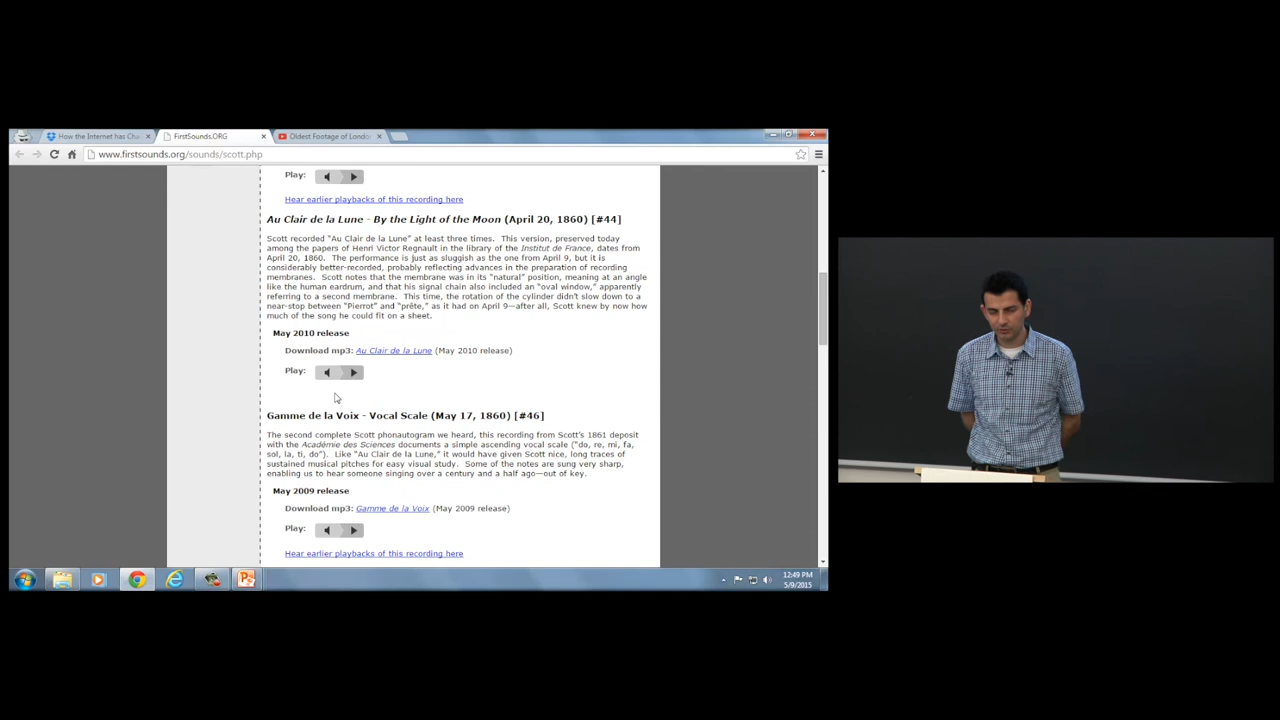 How the Internet has Cha
FirstSounds.ORG
Oldest Footage of London
www.firstsounds.org/sounds/scott.php
Play:
Hear earlier playbacks of this recording here
Au Clair de la Lune - By the Light of the Moon (April 20, 1860) [#44]
Scott recorded “Au Clair de la Lune” at least three times. This version, preserved today
among the papers of Henri Victor Regnault in the library of the Institut de France, dates from
April 20, 1860. The performance is just as sluggish as the one from April 9, but it is
considerably better-recorded, probably reflecting advances in the preparation of recording
membranes. Scott notes that the membrane was in its “natural” position, meaning at an angle
like the human eardrum, and that his signal chain also included an “oval window,” apparently
referring to a second membrane. This time, the rotation of the cylinder didn’t slow down to a
near-stop between “Pierrot” and “prête,” as it had on April 9—after all, Scott knew by now how
much of the song he could fit on a sheet.
May 2010 release
Download mp3: Au Clair de la Lune (May 2010 release)
Play:
Gamme de la Voix - Vocal Scale (May 17, 1860) [#46]
The second complete Scott phonautogram we heard, this recording from Scott’s 1861 deposit
with the Académie des Sciences documents a simple ascending vocal scale (“do, re, mi, fa,
sol, la, ti, do”). Like “Au Clair de la Lune,” it would have given Scott nice, long traces of
sustained musical pitches for easy visual study. Some of the notes are sung very sharp,
enabling us to hear someone singing over a century and a half ago—out of key.
May 2009 release
Download mp3: Gamme de la Voix (May 2009 release)
Play:
Hear earlier playbacks of this recording here
12:49 PM
5/9/2015